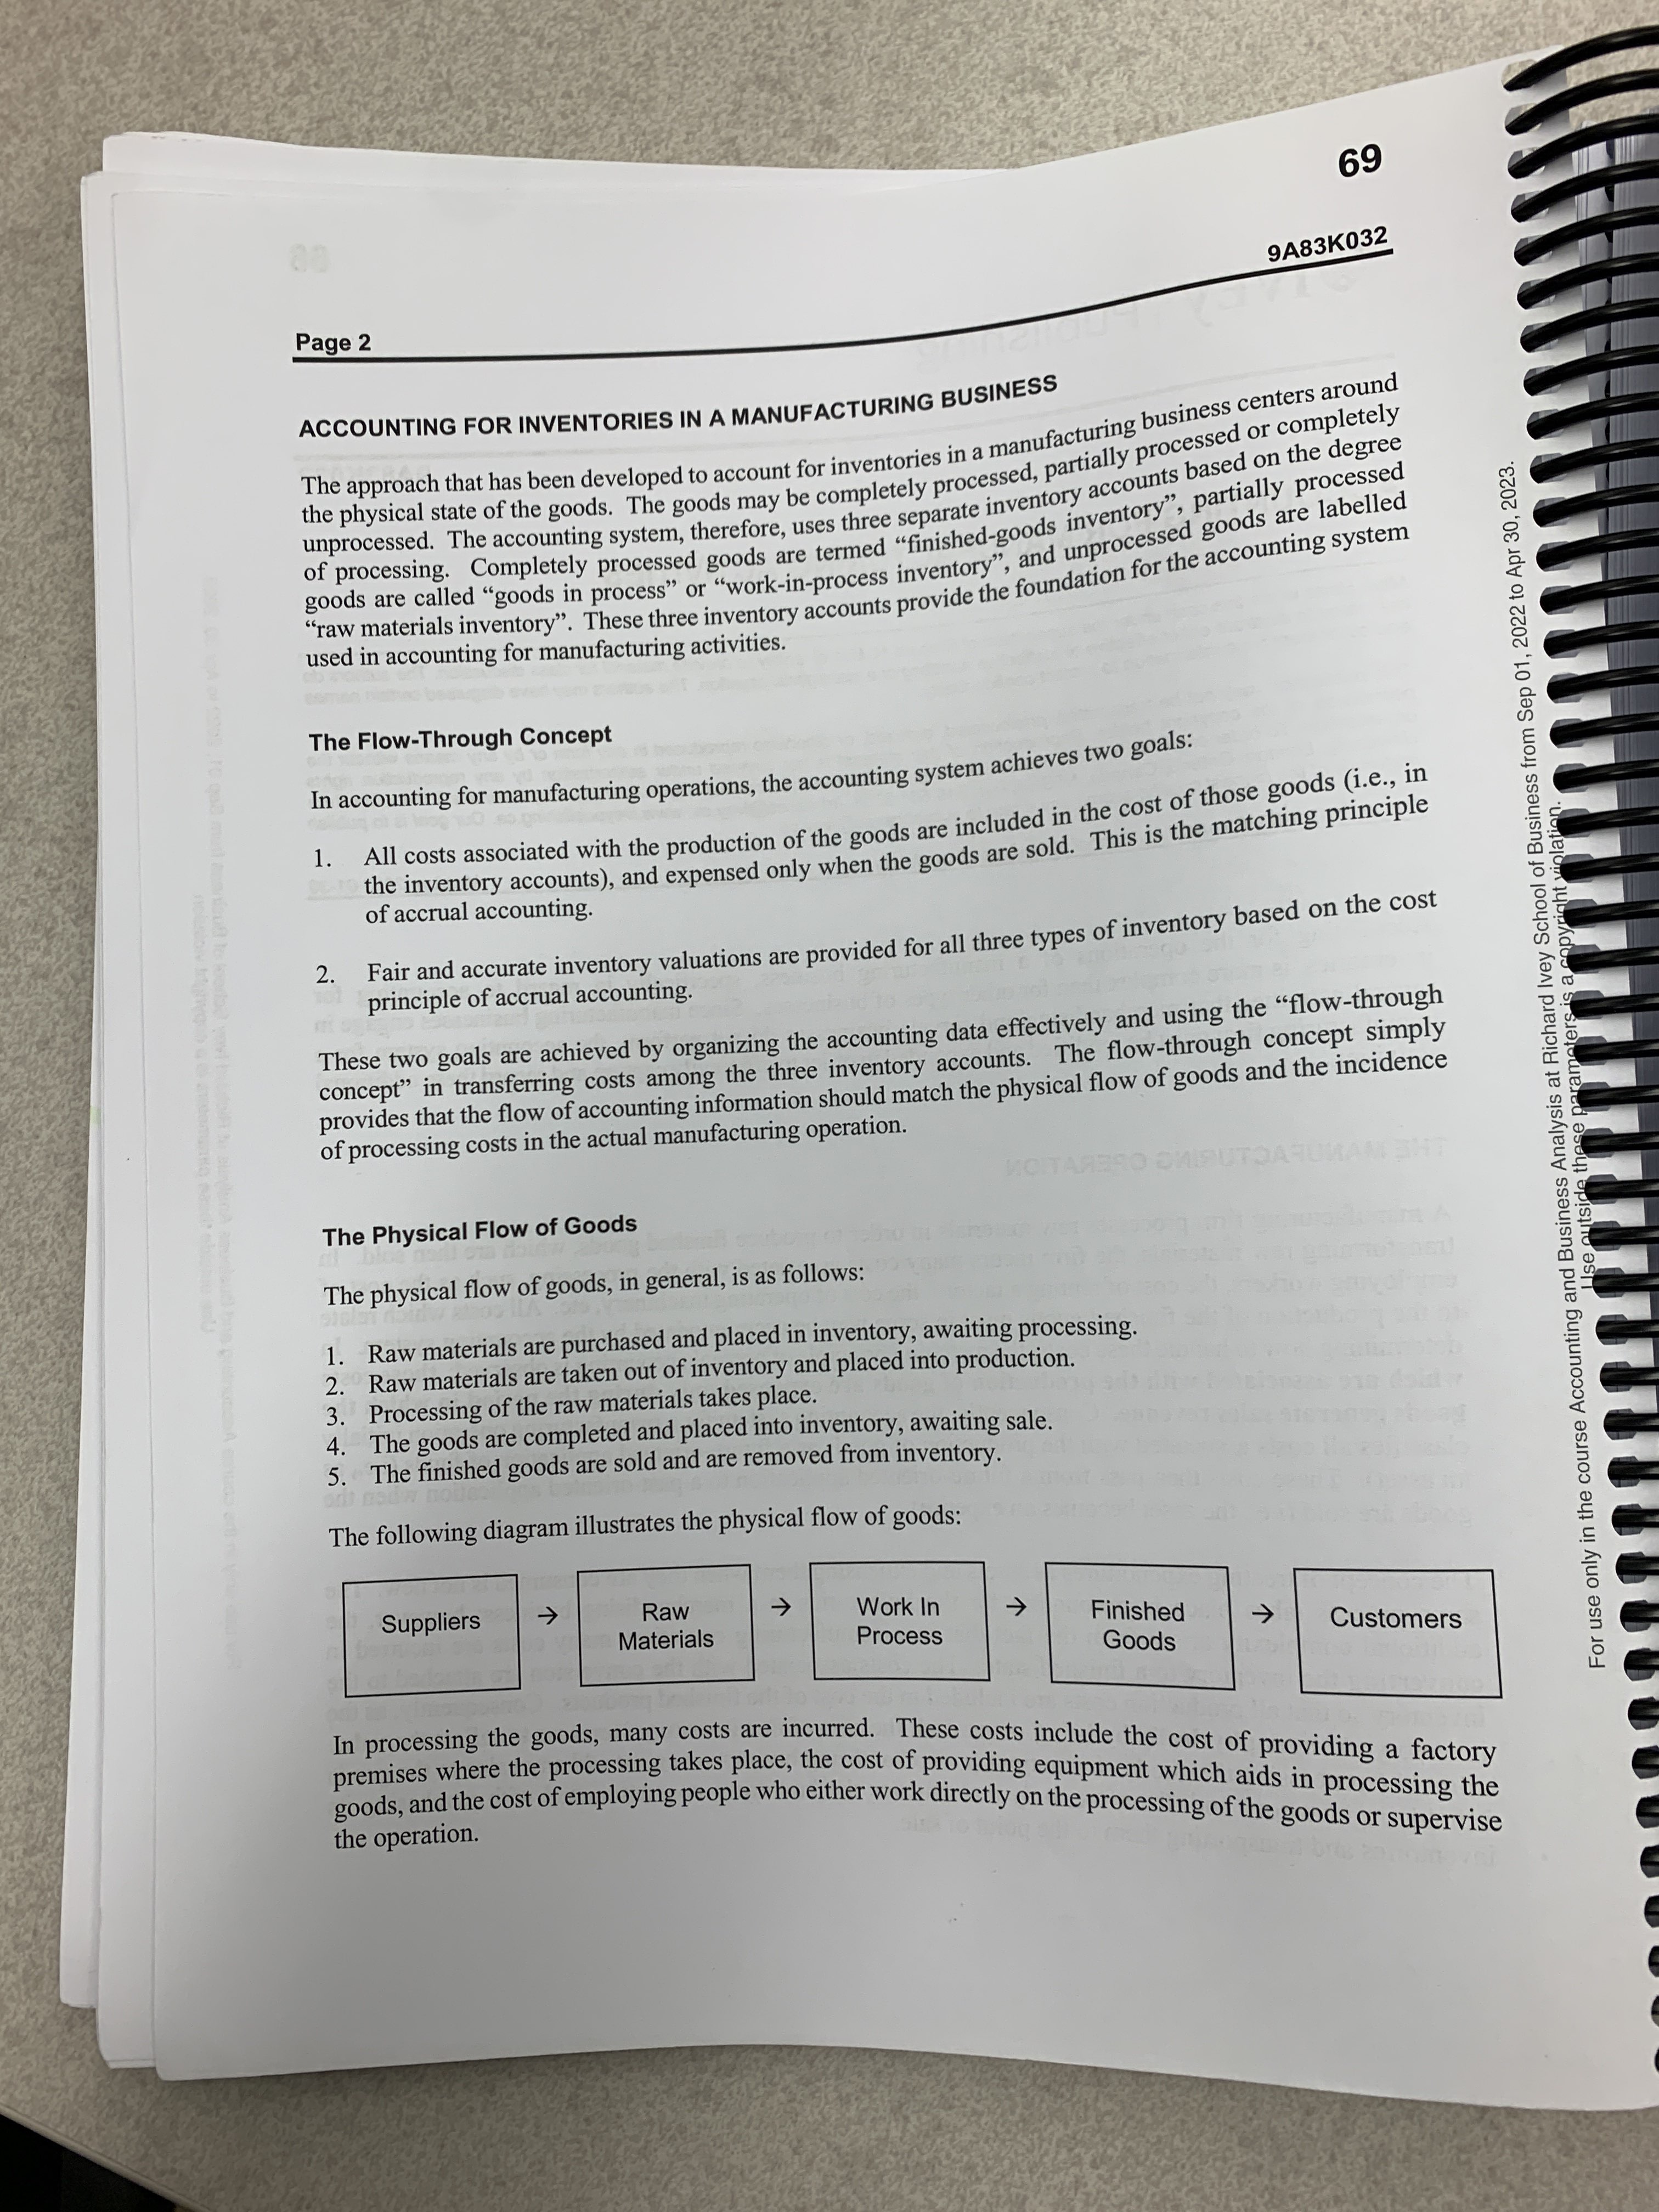 69
9A83K032
Page 2
ACCOUNTING FOR INVENTORIES IN A MANUFACTURING BUSINESS
The approach that has been developed to account for inventories in a manufacturing business centers around
the physical state of the goods. The goods may be completely processed, partially processed or completely
unprocessed. The accounting system, therefore, uses three separate inventory accounts based on the degree
of processing. Completely processed goods are termed “finished-goods inventory”, partially processed
goods are called “goods in process” or “work-in-process inventory”, and unprocessed goods are labelled
“raw materials inventory”. These three inventory accounts provide the foundation for the accounting system
used in accounting for manufacturing activities.
The Flow-Through Concept
In accounting for manufacturing operations, the accounting system achieves two goals:
1. All costs associated with the production of the goods are included in the cost of those goods (i.e., in
the inventory accounts), and expensed only when the goods are sold. This is the matching principle
of accrual accounting.
2. Fair and accurate inventory valuations are provided for all three types of inventory based on the cost
principle of accrual accounting.
These two goals are achieved by organizing the accounting data effectively and using the “flow-through
concept” in transferring costs among the three inventory accounts. The flow-through concept simply
provides that the flow of accounting information should match the physical flow of goods and the incidence
of processing costs in the actual manufacturing operation.
The Physical Flow of Goods
The physical flow of goods, in general, is as follows:
1. Raw materials are purchased and placed in inventory, awaiting processing.
2. Raw materials are taken out of inventory and placed into production.
3. Processing of the raw materials takes place.
4. The goods are completed and placed into inventory, awaiting sale.
5. The finished goods are sold and are removed from inventory.
The following diagram illustrates the physical flow of goods:
Suppliers → Raw Materials → Work In Process → Finished Goods → Customers
In processing the goods, many costs are incurred. These costs include the cost of providing a factory
premises where the processing takes place, the cost of providing equipment which aids in processing the
goods, and the cost of employing people who either work directly on the processing of the goods or supervise
the operation.
For use only in the course Accounting and Business Analysis at Richard Ivey School of Business from Sep 01, 2022 to Apr 30, 2023.
Use outside these parameters is a copyright violation.